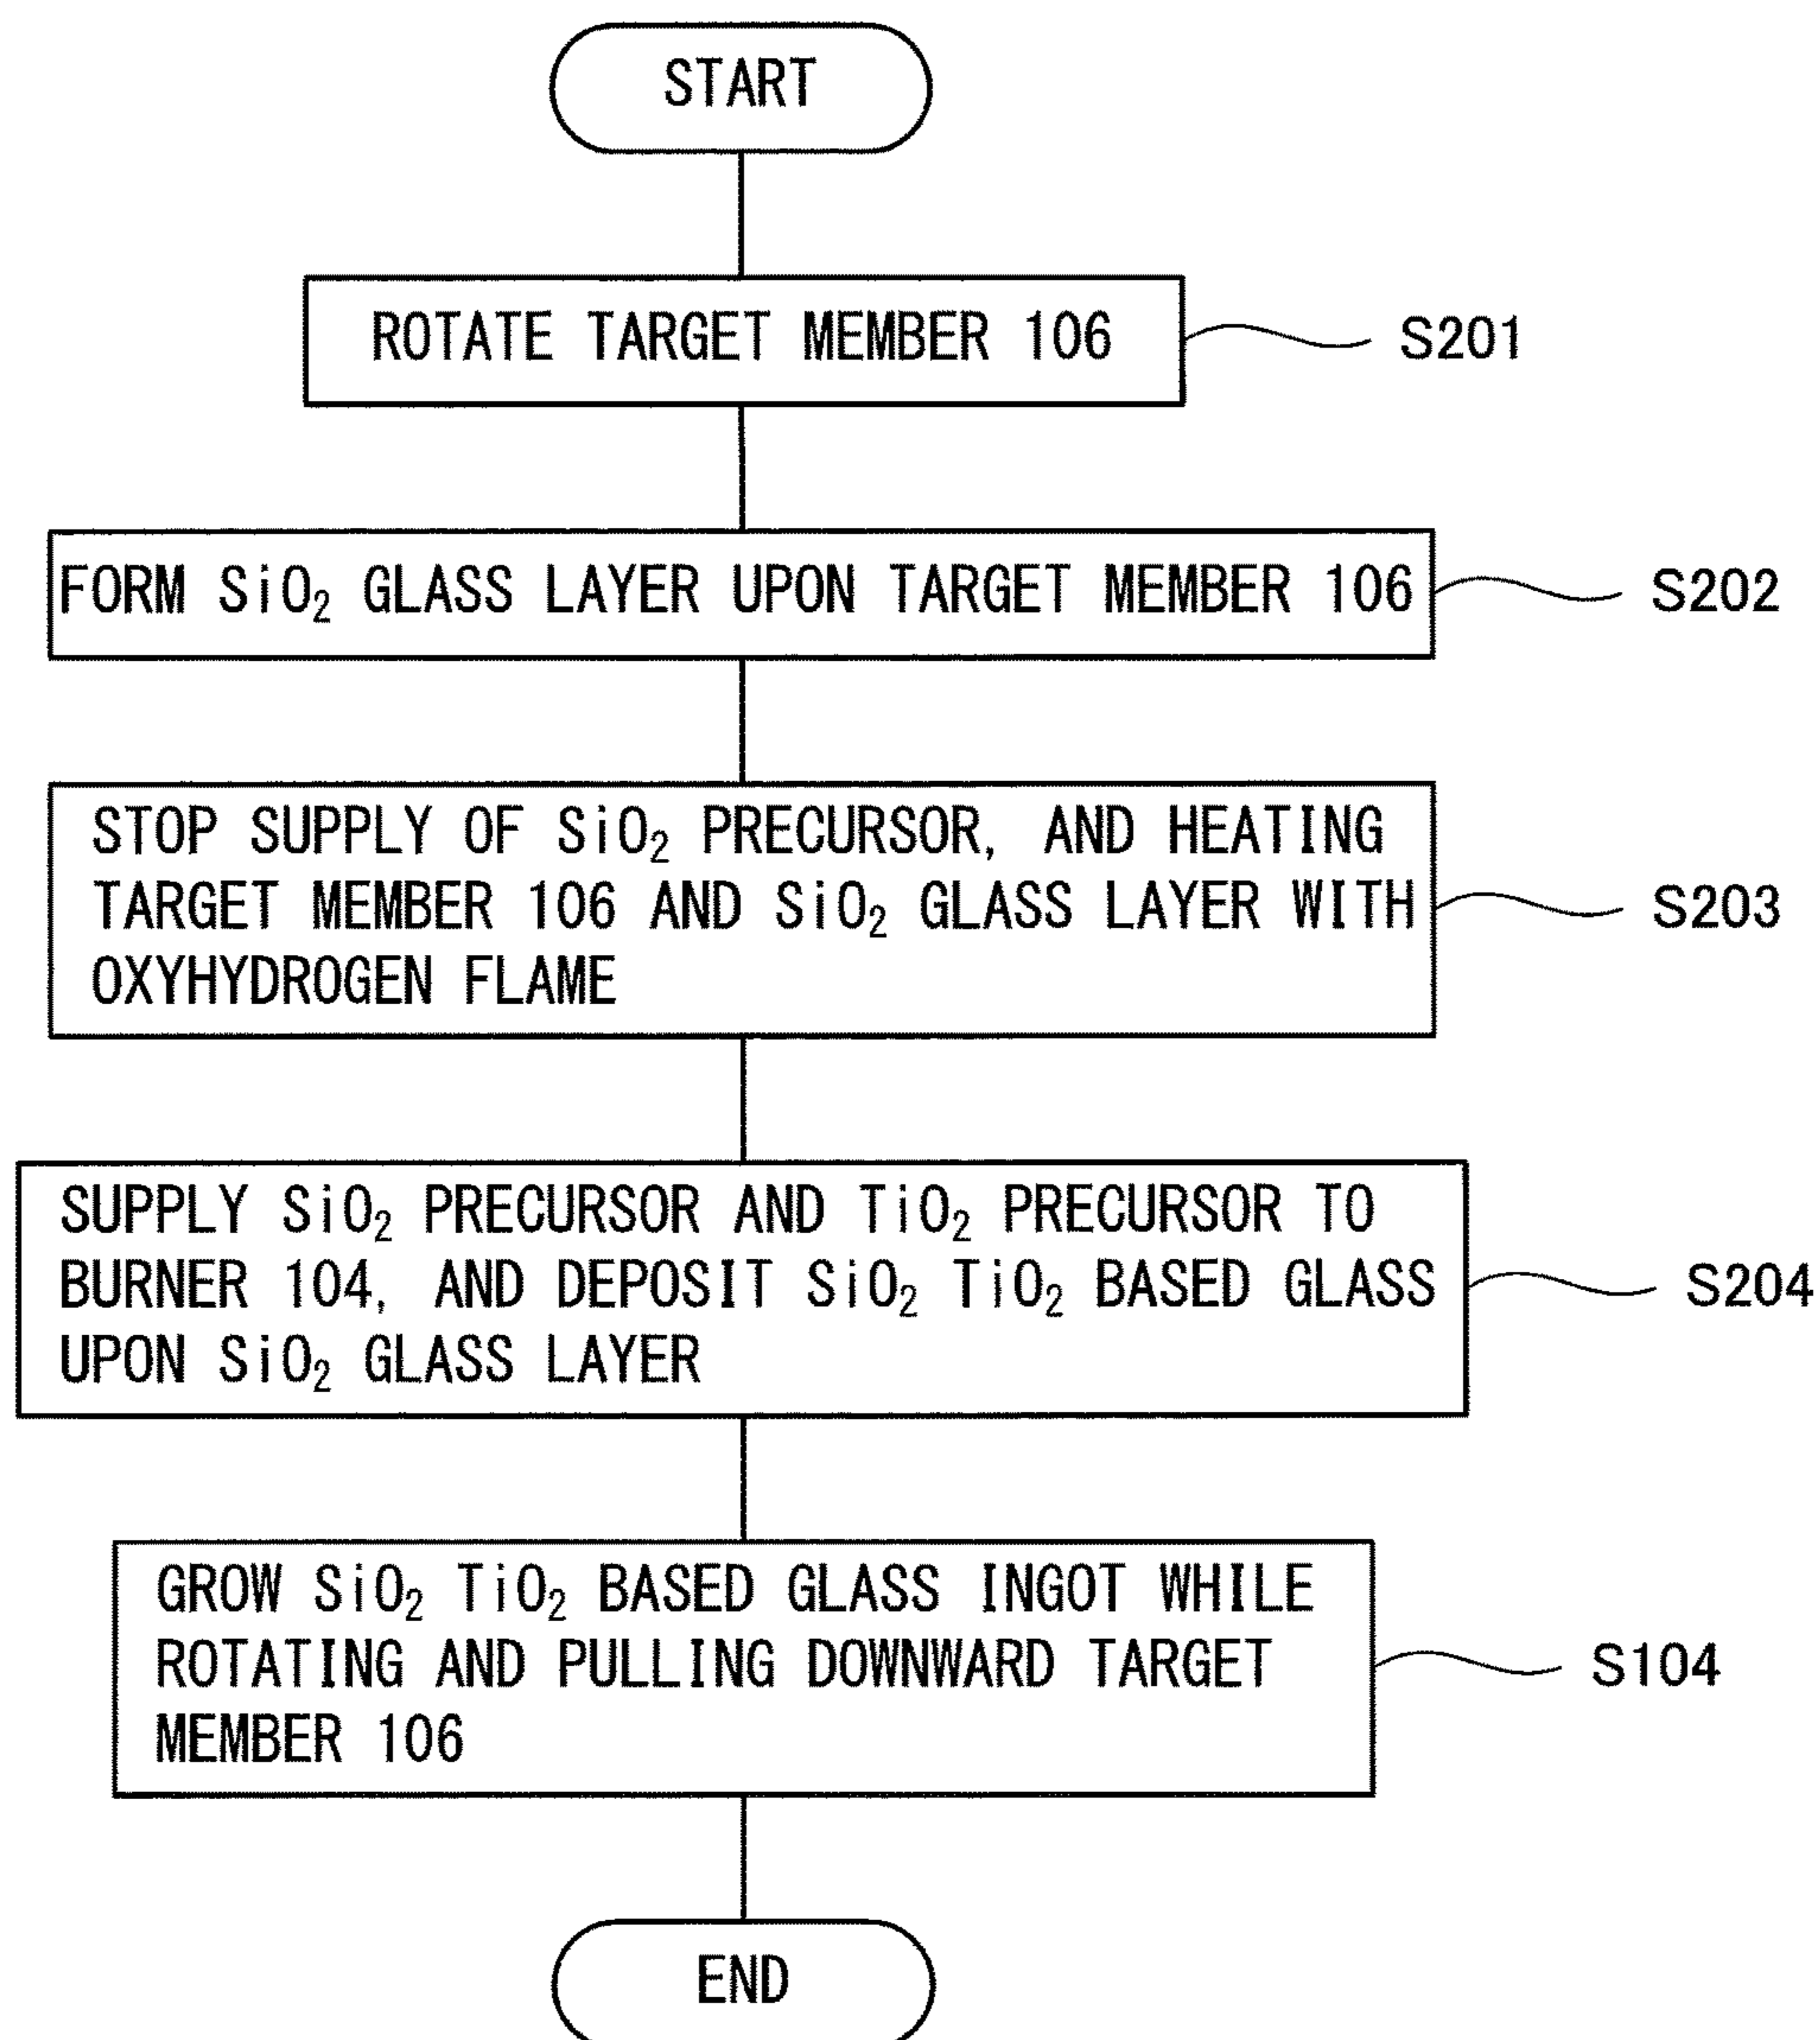 START
ROTATE TARGET MEMBER 106
S201
FORM SiO₂ GLASS LAYER UPON TARGET MEMBER 106
S202
STOP SUPPLY OF SiO₂ PRECURSOR, AND HEATING
TARGET MEMBER 106 AND SiO₂ GLASS LAYER WITH
OXYHYDROGEN FLAME
S203
SUPPLY SiO₂ PRECURSOR AND TiO₂ PRECURSOR TO
BURNER 104, AND DEPOSIT SiO₂ TiO₂ BASED GLASS
UPON SiO₂ GLASS LAYER
S204
GROW SiO₂ TiO₂ BASED GLASS INGOT WHILE
ROTATING AND PULLING DOWNWARD TARGET
MEMBER 106
S104
END